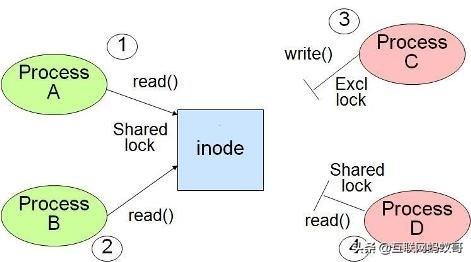 1
Process
A
read()
Shared
lock
inode
Process
B
read()
2
3
write()
Process
C
Excl
lock
Shared
lock
read()
Process
D
4
头条 @互联网蚂蚁哥